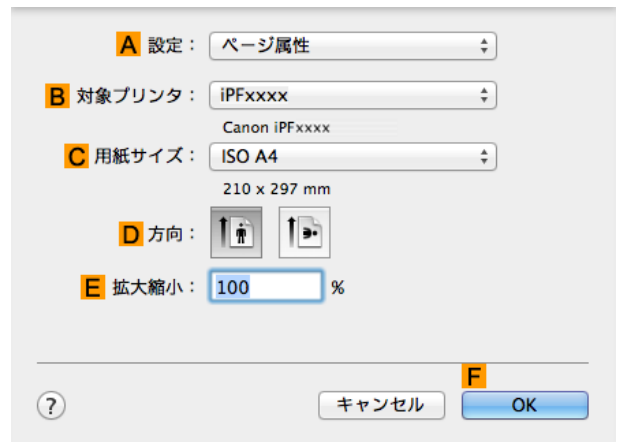 A 設定： ページ属性
B 対象プリンタ： iPFxxxx
Canon iPFxxxx
C 用紙サイズ： ISO A4
210 x 297 mm
D 方向：
E 拡大縮小： 100 %
F
? キャンセル OK